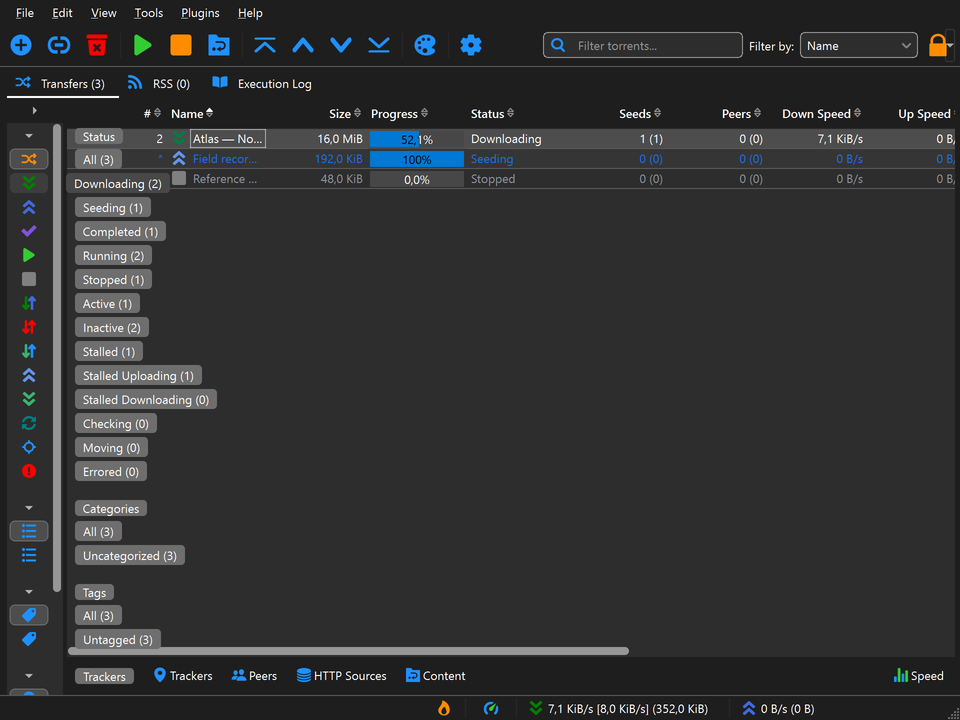 File Edit View Tools Plugins Help
Filter torrents... Filter by: Name
Transfers (3) RSS (0) Execution Log
# Name Size Progress Status Seeds Peers Down Speed Up Speed
Status 2 Atlas — No... 16,0 MiB 52,1% Downloading 1 (1) 0 (0) 7,1 KiB/s 0 B/
All (3) * Field recor... 192,0 KiB 100% Seeding 0 (0) 0 (0) 0 B/s 0 B/
Downloading (2) Reference ... 48,0 KiB 0,0% Stopped 0 (0) 0 (0) 0 B/s 0 B/
Seeding (1)
Completed (1)
Running (2)
Stopped (1)
Active (1)
Inactive (2)
Stalled (1)
Stalled Uploading (1)
Stalled Downloading (0)
Checking (0)
Moving (0)
Errored (0)
Categories
All (3)
Uncategorized (3)
Tags
All (3)
Untagged (3)
Trackers Trackers Peers HTTP Sources Content Speed
7,1 KiB/s [8,0 KiB/s] (352,0 KiB) 0 B/s (0 B)